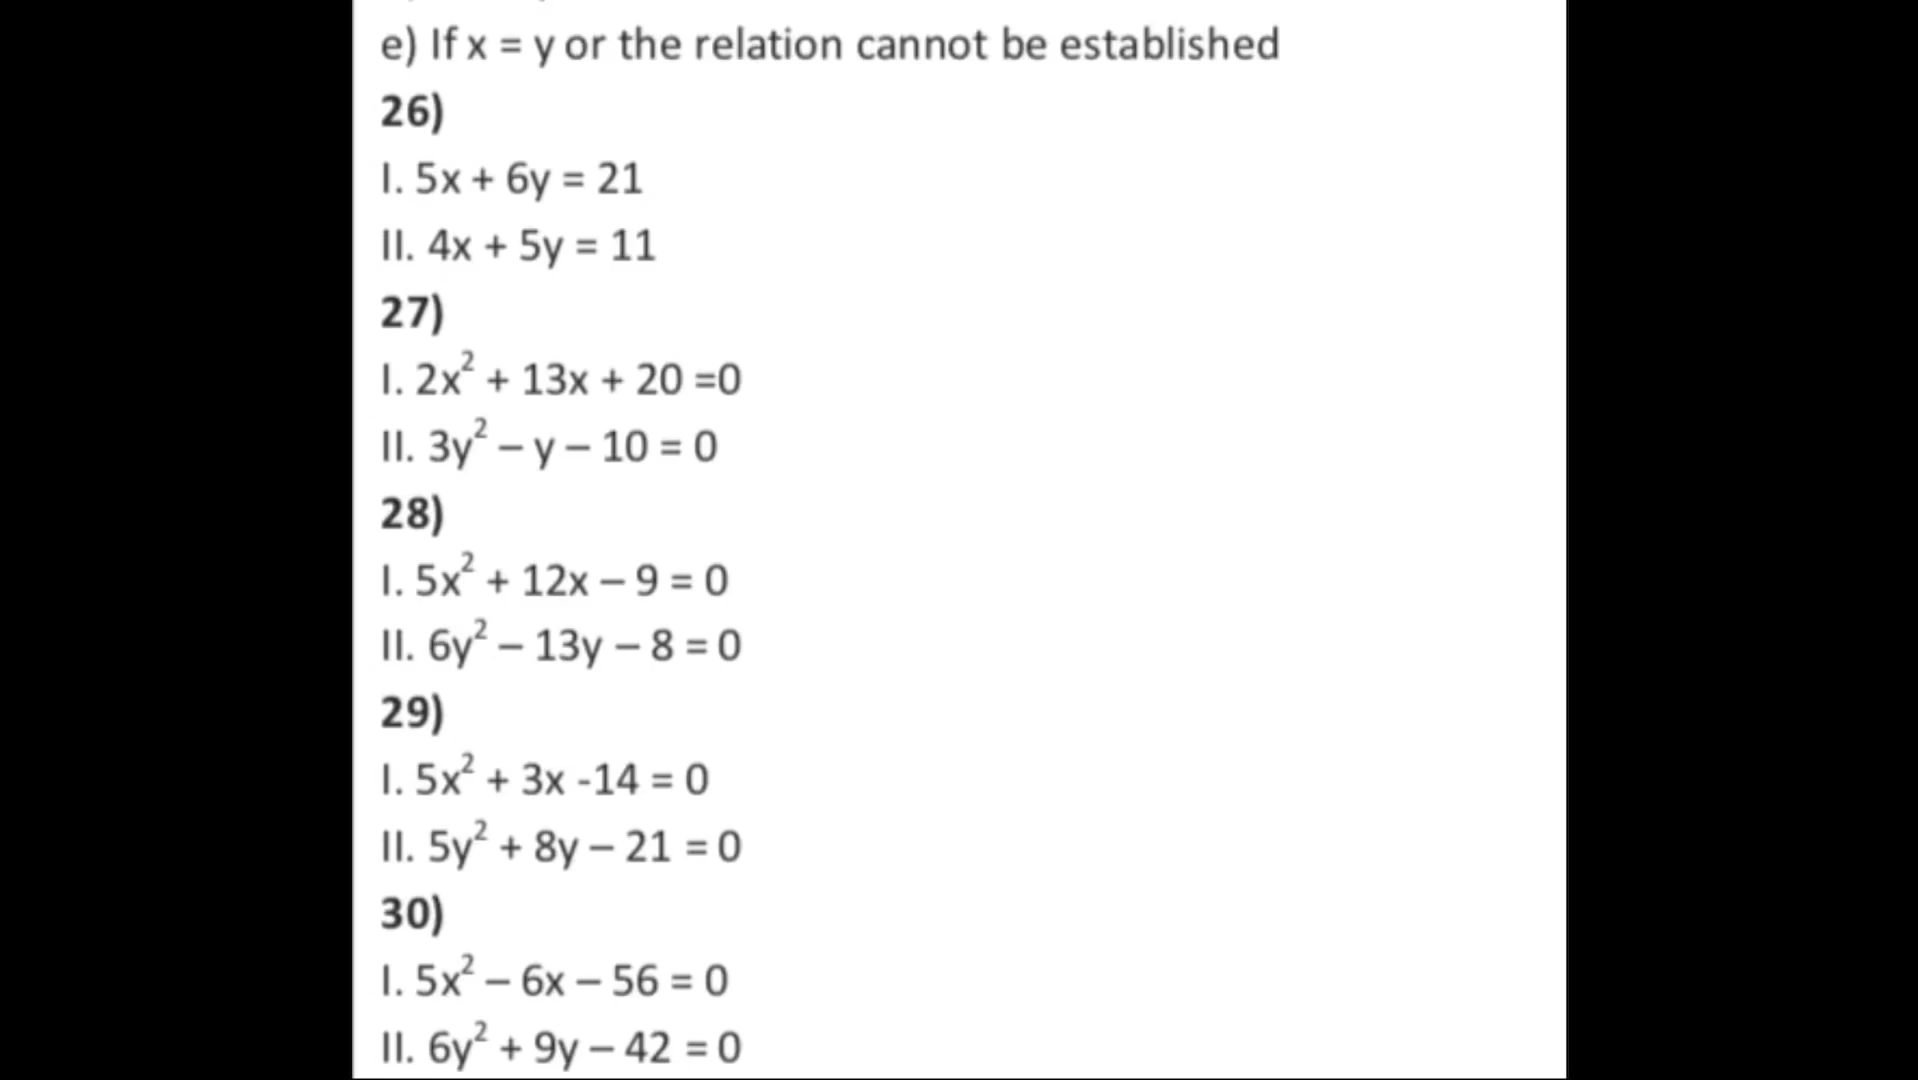 e) If x = y or the relation cannot be established
26)
I. 5x + 6y = 21
II. 4x + 5y = 11
27)
I. 2x² + 13x + 20 =0
II. 3y² – y – 10 = 0
28)
I. 5x² + 12x – 9 = 0
II. 6y² – 13y – 8 = 0
29)
I. 5x² + 3x -14 = 0
II. 5y² + 8y – 21 = 0
30)
I. 5x² – 6x – 56 = 0
II. 6y² + 9y – 42 = 0